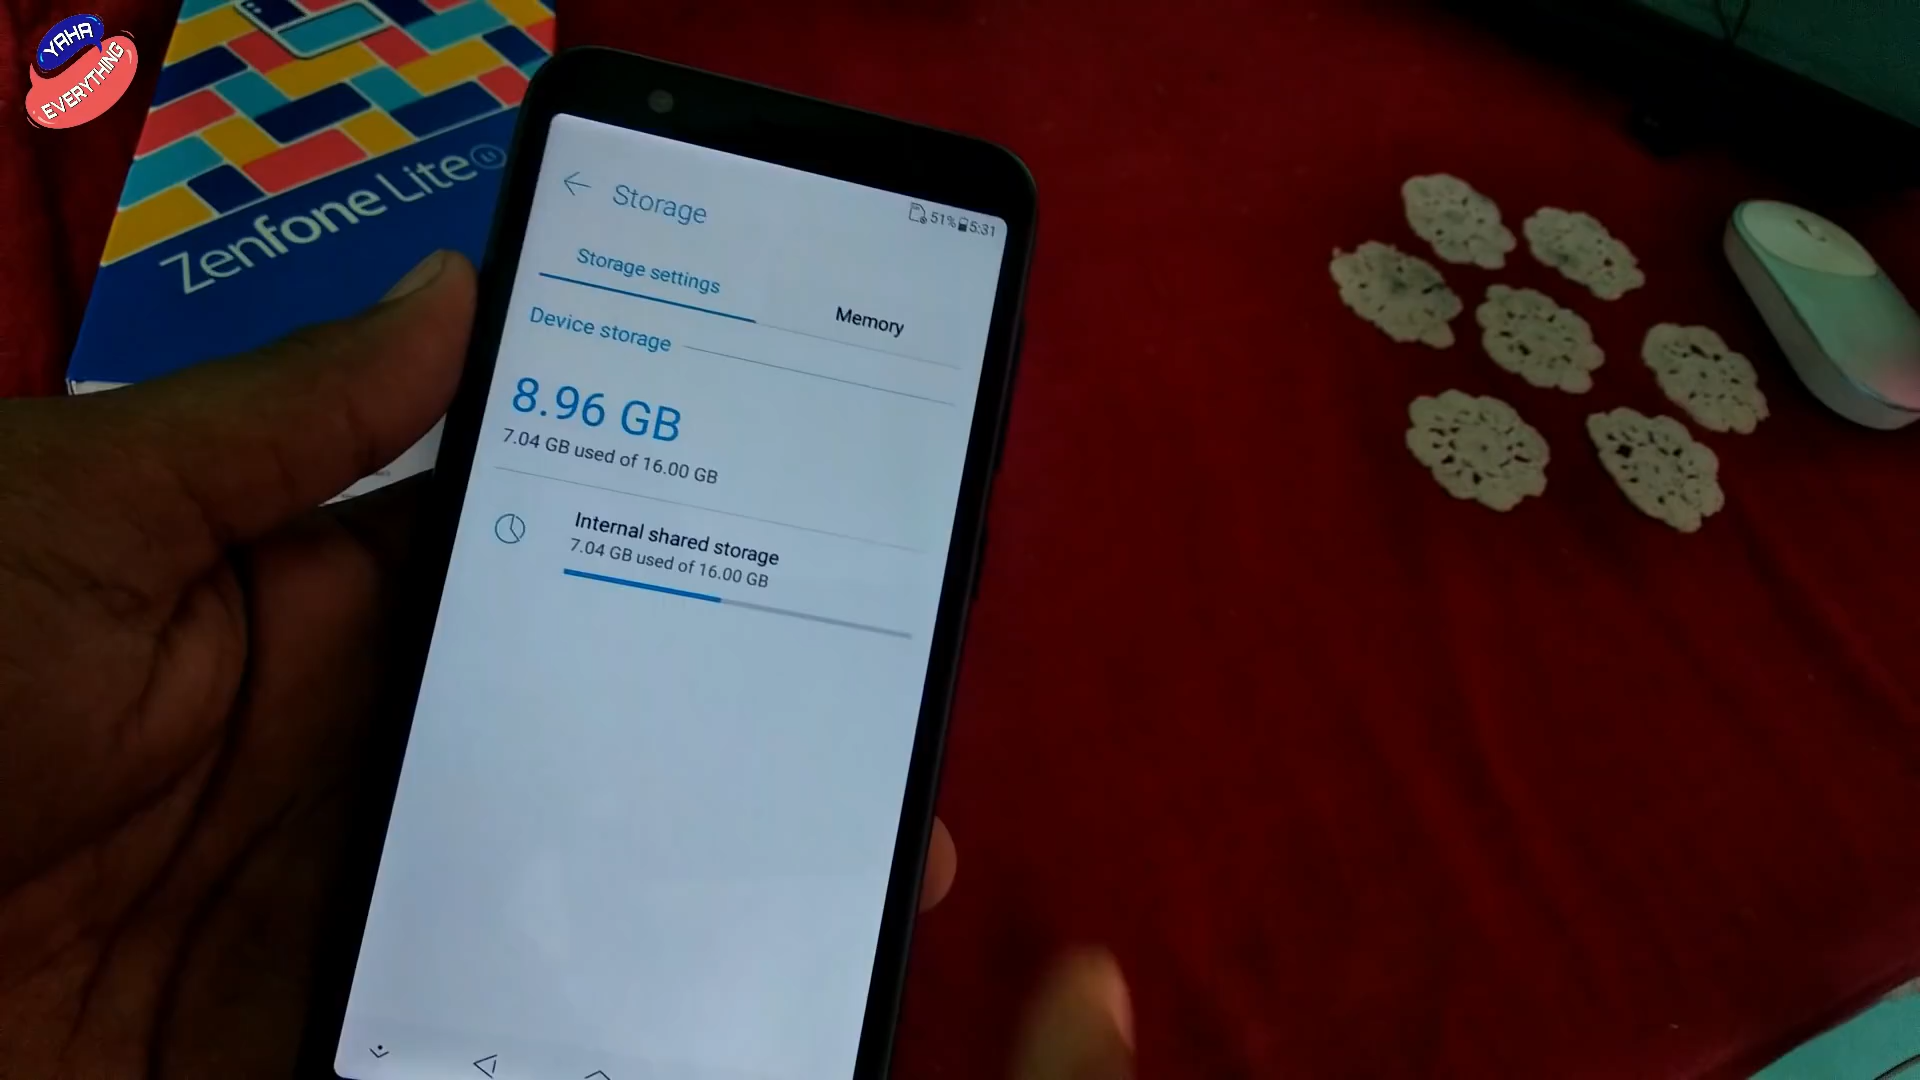 YAHA
EVERYTHING
Zenfone Lite L1
Storage
51% 5:31
Storage settings
Memory
Device storage
8.96 GB
7.04 GB used of 16.00 GB
Internal shared storage
7.04 GB used of 16.00 GB